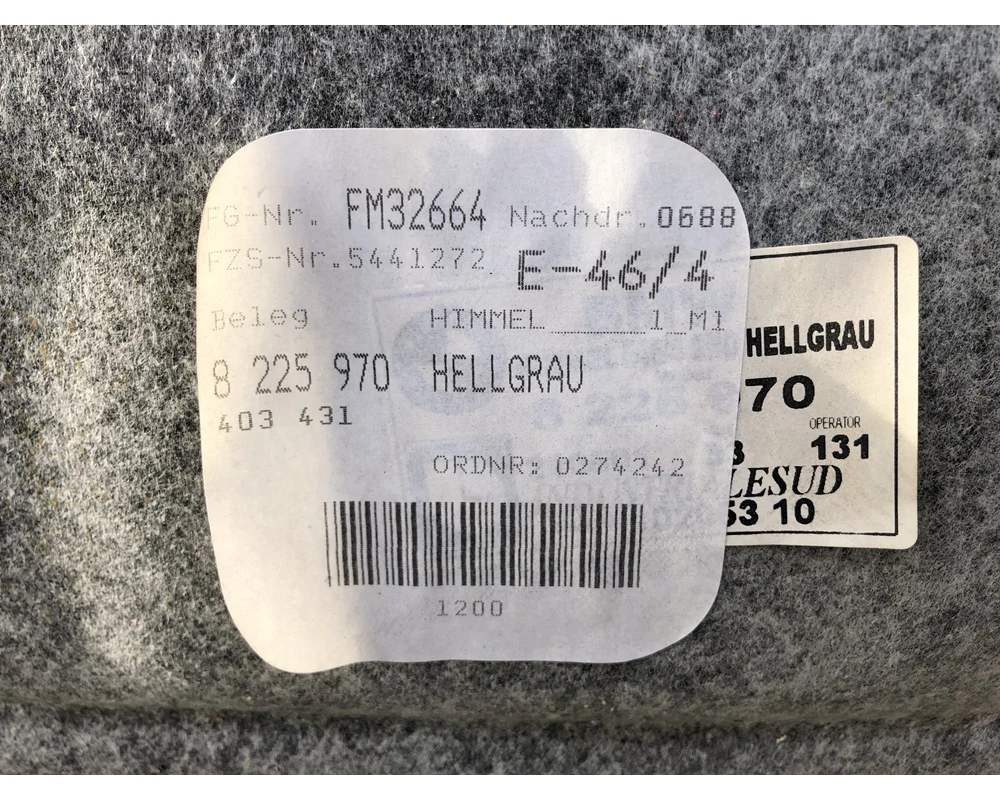 FG-Nr. FM32664 Nachdr. 0688
FZS-Nr. 5441272 E-46/4
Beleg HIMMEL______1_M1
8 225 970 HELLGRAU
403 431
ORDNR: 0274242
1200
HELLGRAU
70
OPERATOR
131
LESUD
53 10